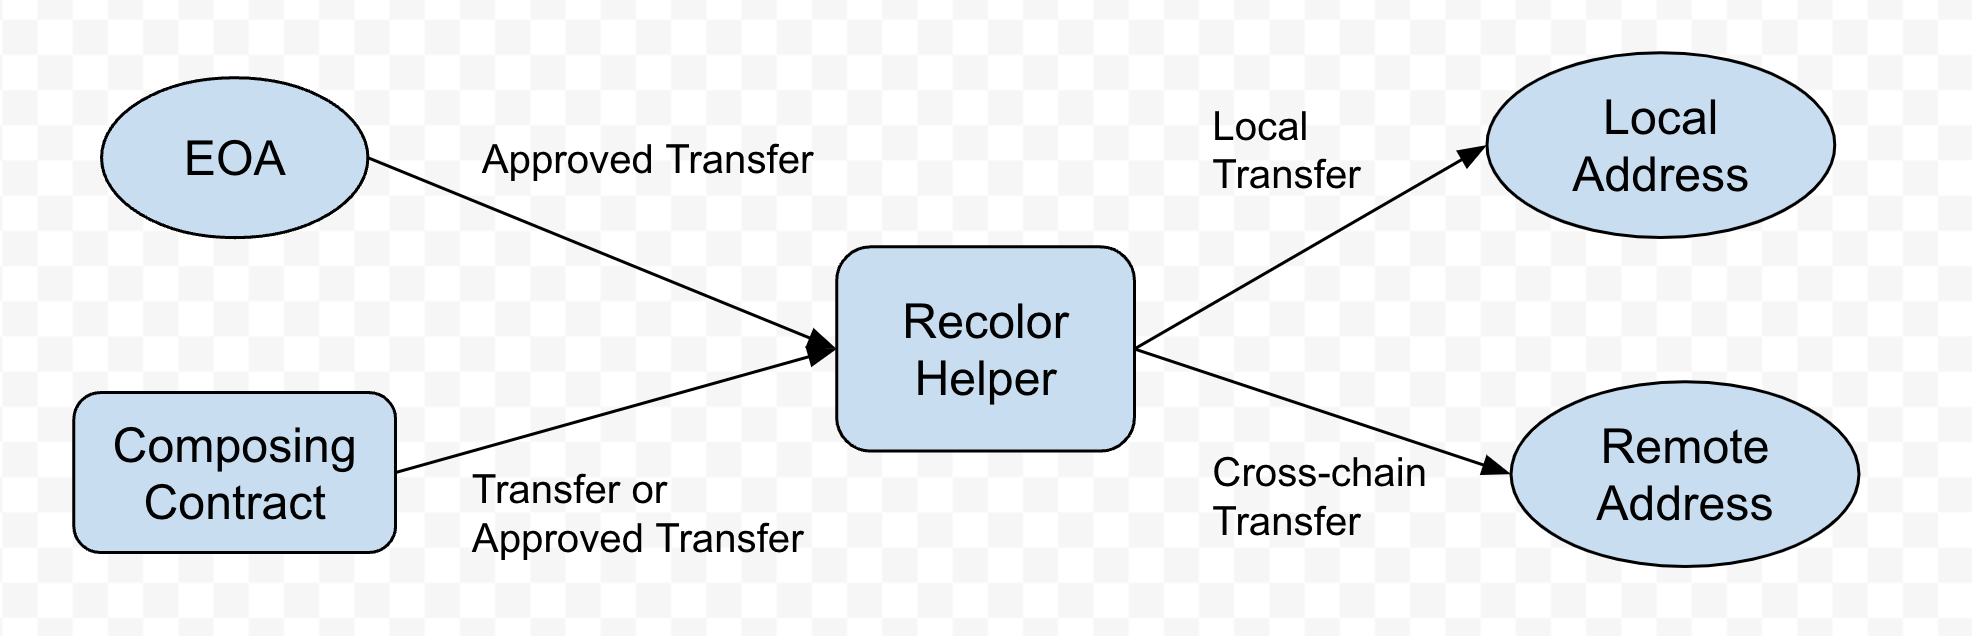 EOA
Approved Transfer
Composing
Contract
Transfer or
Approved Transfer
Recolor
Helper
Local
Transfer
Cross-chain
Transfer
Local
Address
Remote
Address